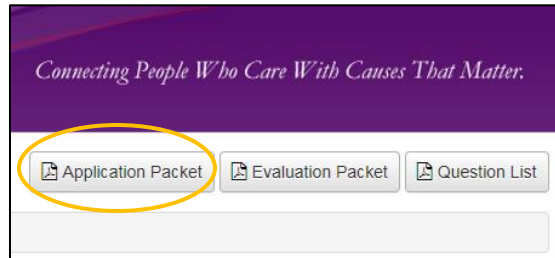 Connecting People Who Care With Causes That Matter.
Application Packet Evaluation Packet Question List